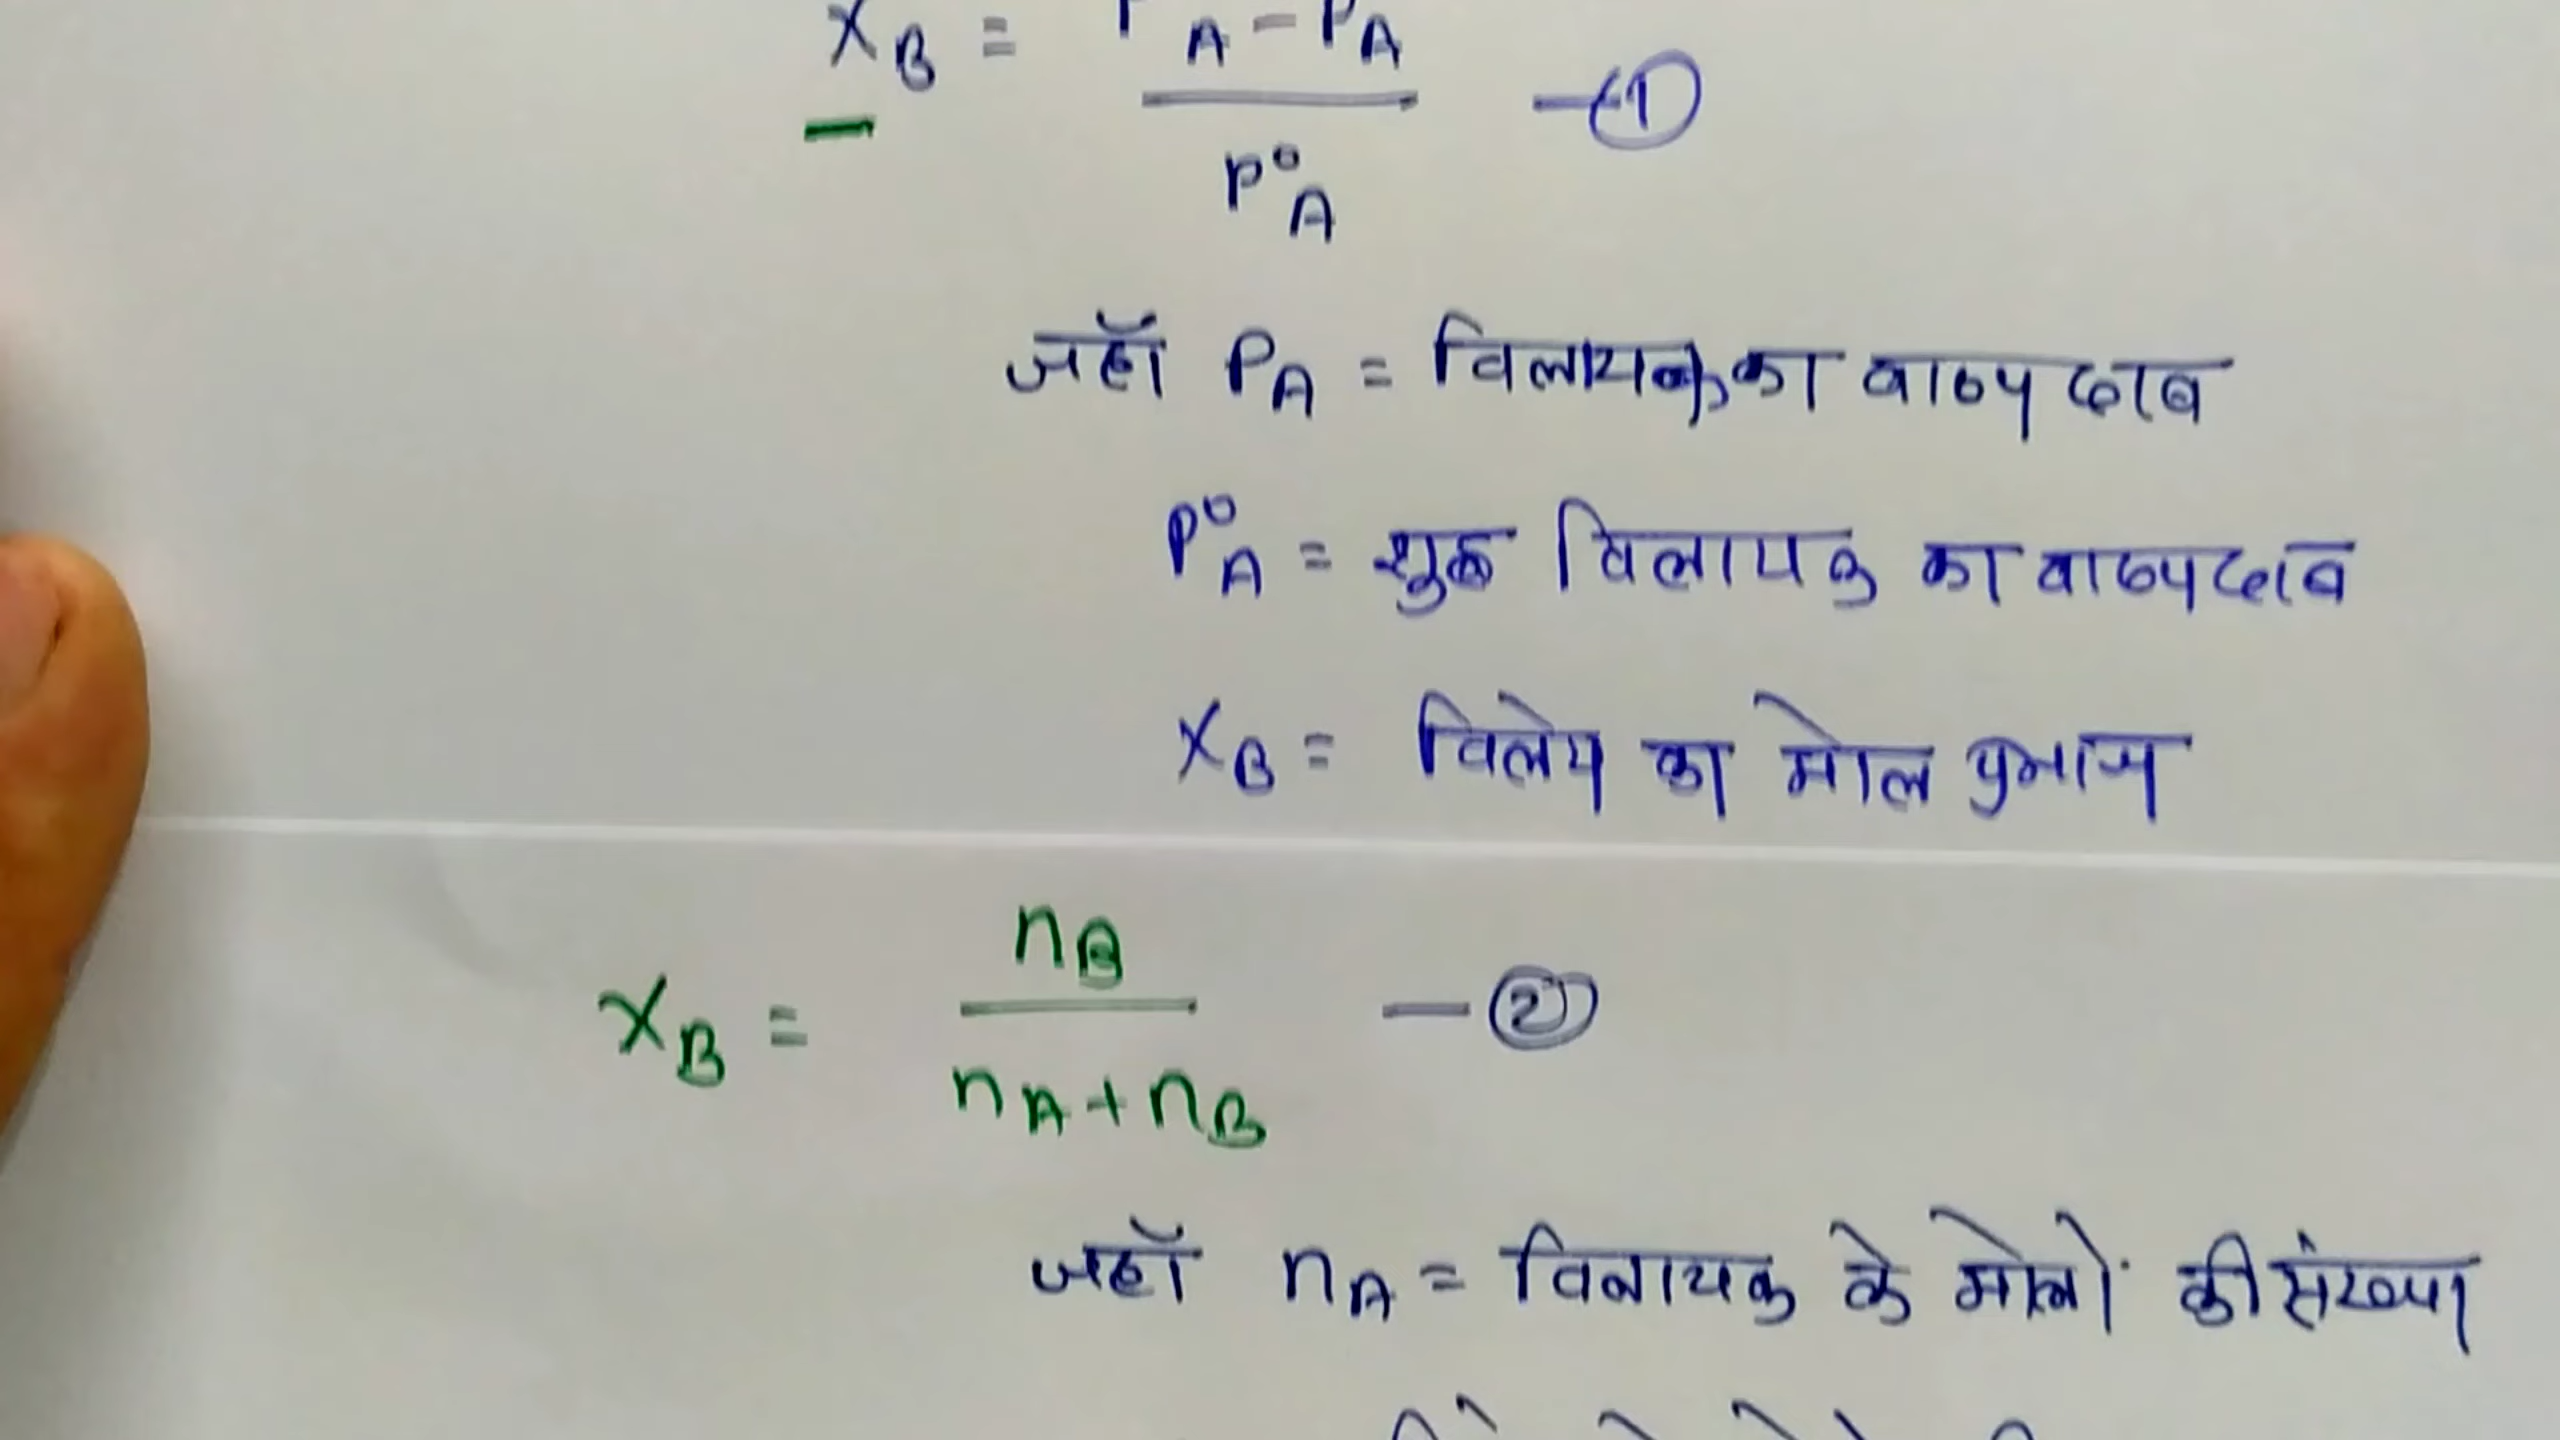 X_B = P_A - P_A
P°_A —①
जहाँ P_A = विलायक का वाष्प दाब
P°_A = शुद्ध विलायक का वाष्पदाब
X_B = विलेय का मोल प्रभाज
X_B = n_B
n_A + n_B —②
जहाँ n_A = विलायक के मोलों की संख्या